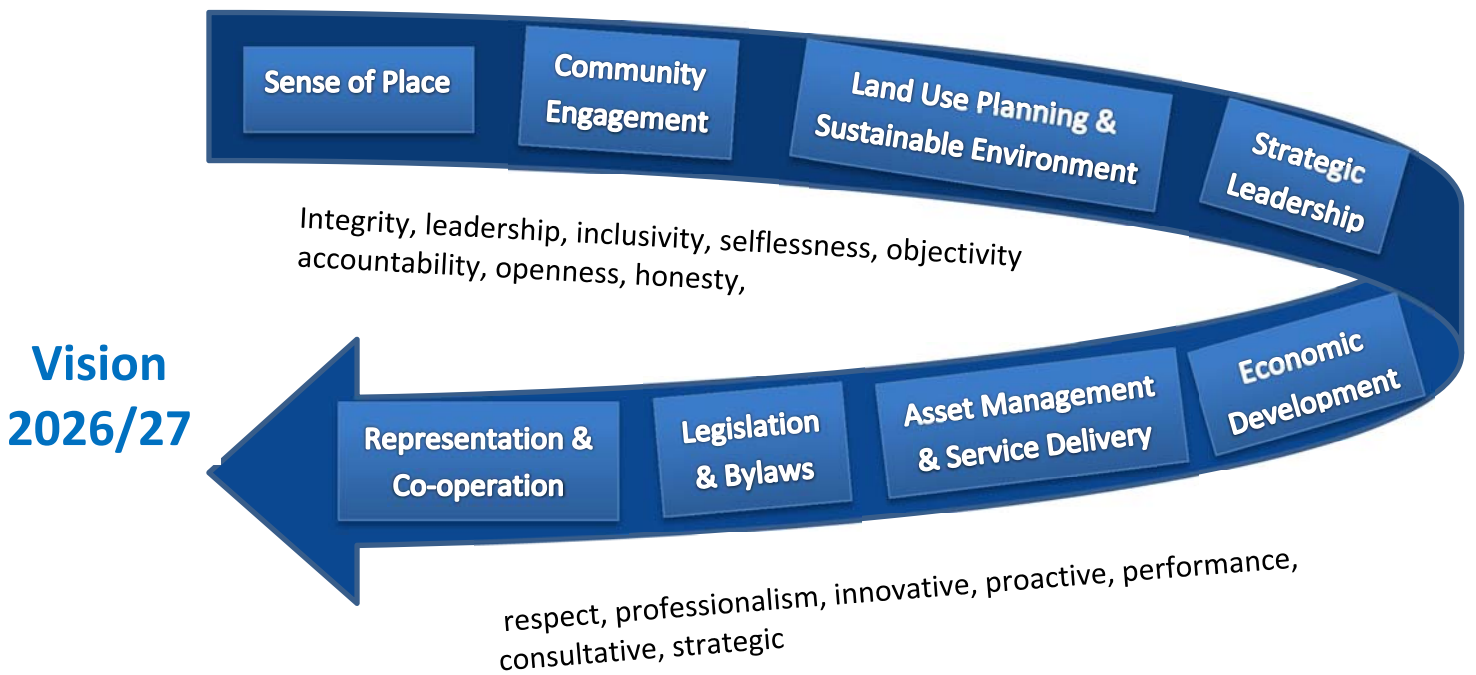 Sense of Place
Community
Engagement
Land Use Planning &
Sustainable Environment
Strategic
Leadership
Integrity, leadership, inclusivity, selflessness, objectivity
accountability, openness, honesty,
Vision
2026/27
Economic
Development
Asset Management
& Service Delivery
Legislation
& Bylaws
Representation &
Co-operation
respect, professionalism, innovative, proactive, performance,
consultative, strategic